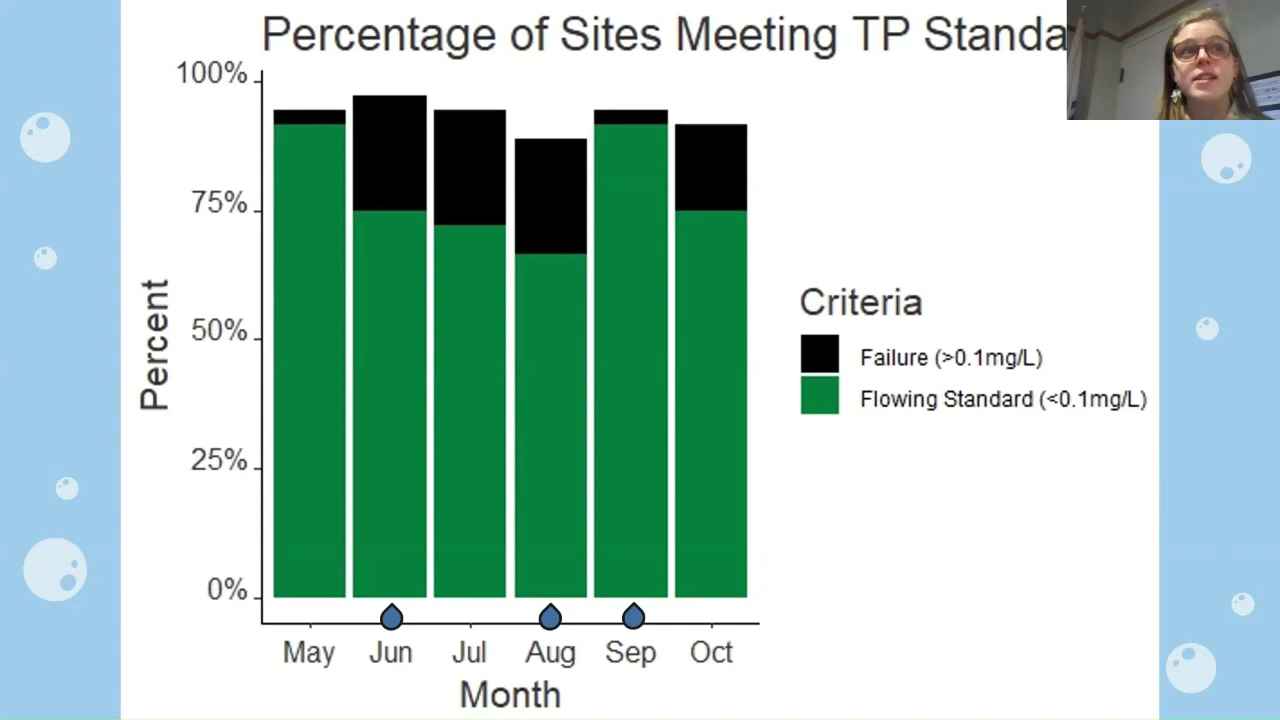 Percentage of Sites Meeting TP Standa
100%
75%
50%
25%
0%
Percent
Criteria
Failure (>0.1mg/L)
Flowing Standard (<0.1mg/L)
May Jun Jul Aug Sep Oct
Month